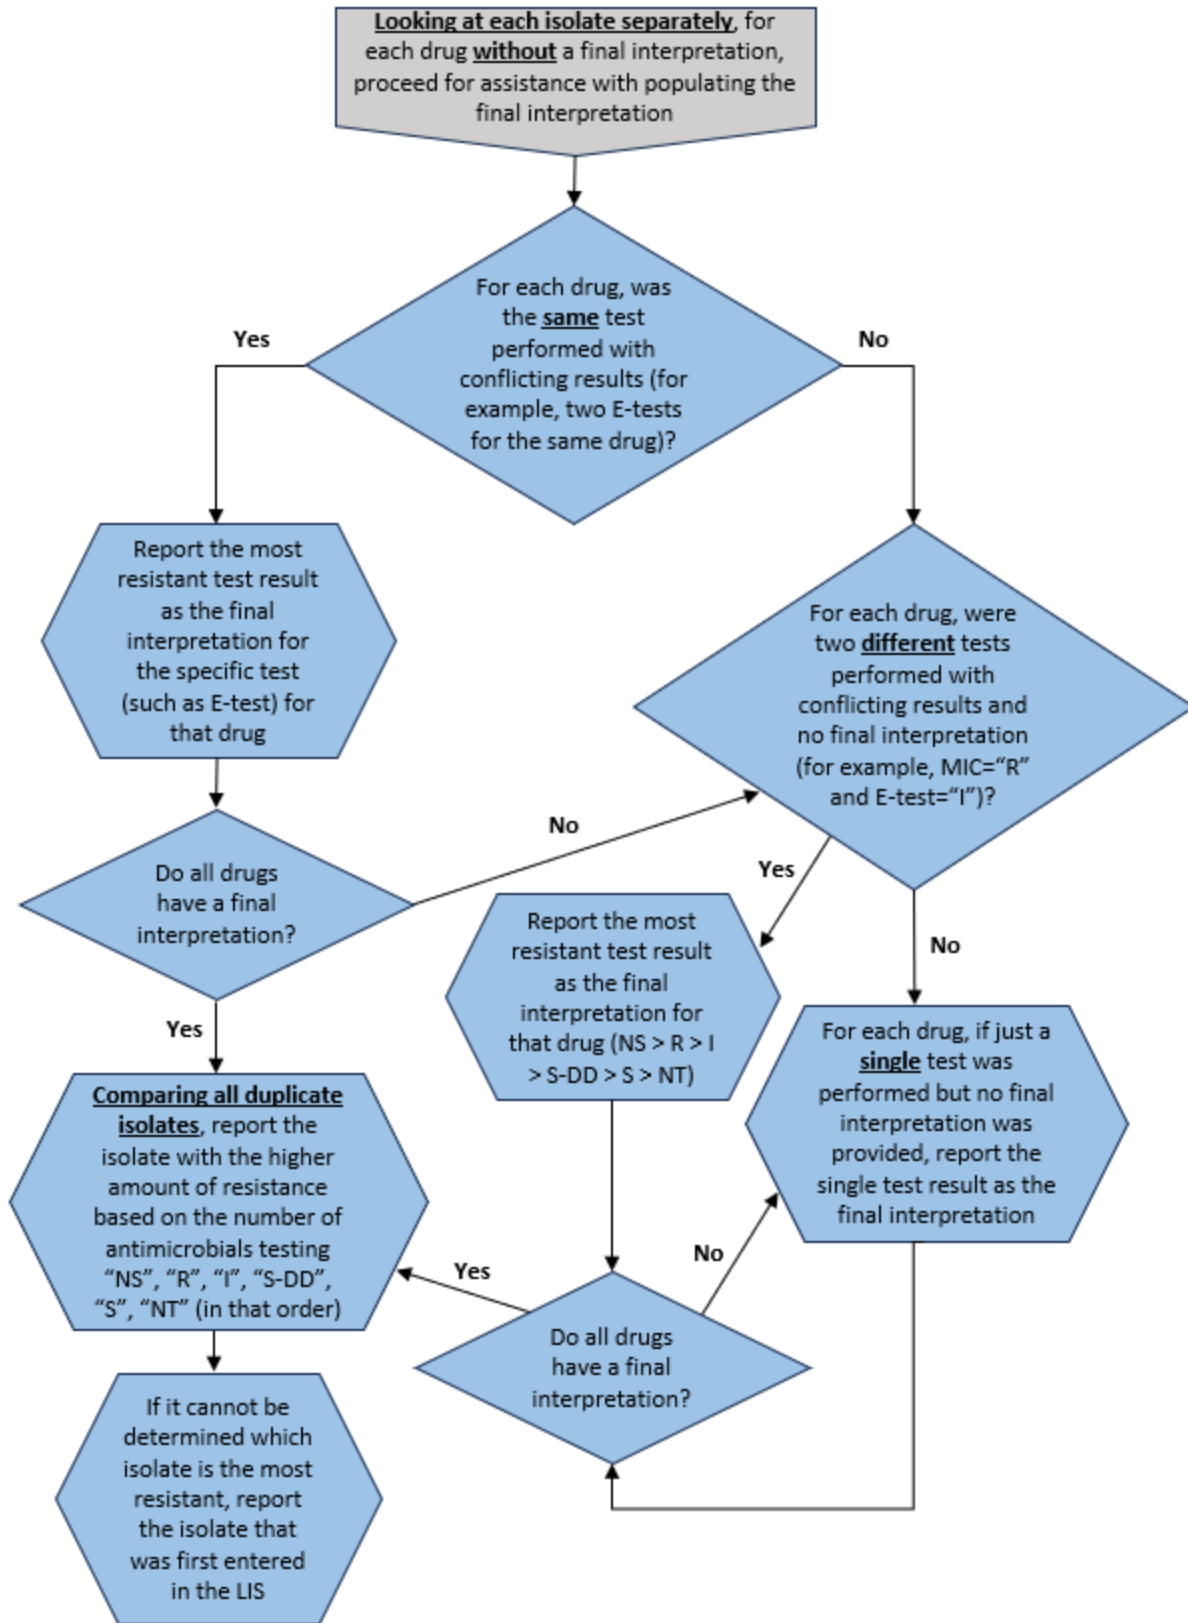 Looking at each isolate separately, for
each drug without a final interpretation,
proceed for assistance with populating the
final interpretation
For each drug, was
the same test
performed with
conflicting results (for
example, two E-tests
for the same drug)?
Yes
No
Report the most
resistant test result
as the final
interpretation for
the specific test
(such as E-test) for
that drug
For each drug, were
two different tests
performed with
conflicting results and
no final interpretation
(for example, MIC=“R”
and E-test=“I”)?
Do all drugs
have a final
interpretation?
No
Yes
Yes
No
Report the most
resistant test result
as the final
interpretation for
that drug (NS > R > I
> S-DD > S > NT)
For each drug, if just a
single test was
performed but no final
interpretation was
provided, report the
single test result as the
final interpretation
Comparing all duplicate
isolates, report the
isolate with the higher
amount of resistance
based on the number of
antimicrobials testing
“NS”, “R”, “I”, “S-DD”,
“S”, “NT” (in that order)
Yes
No
Do all drugs
have a final
interpretation?
If it cannot be
determined which
isolate is the most
resistant, report
the isolate that
was first entered
in the LIS